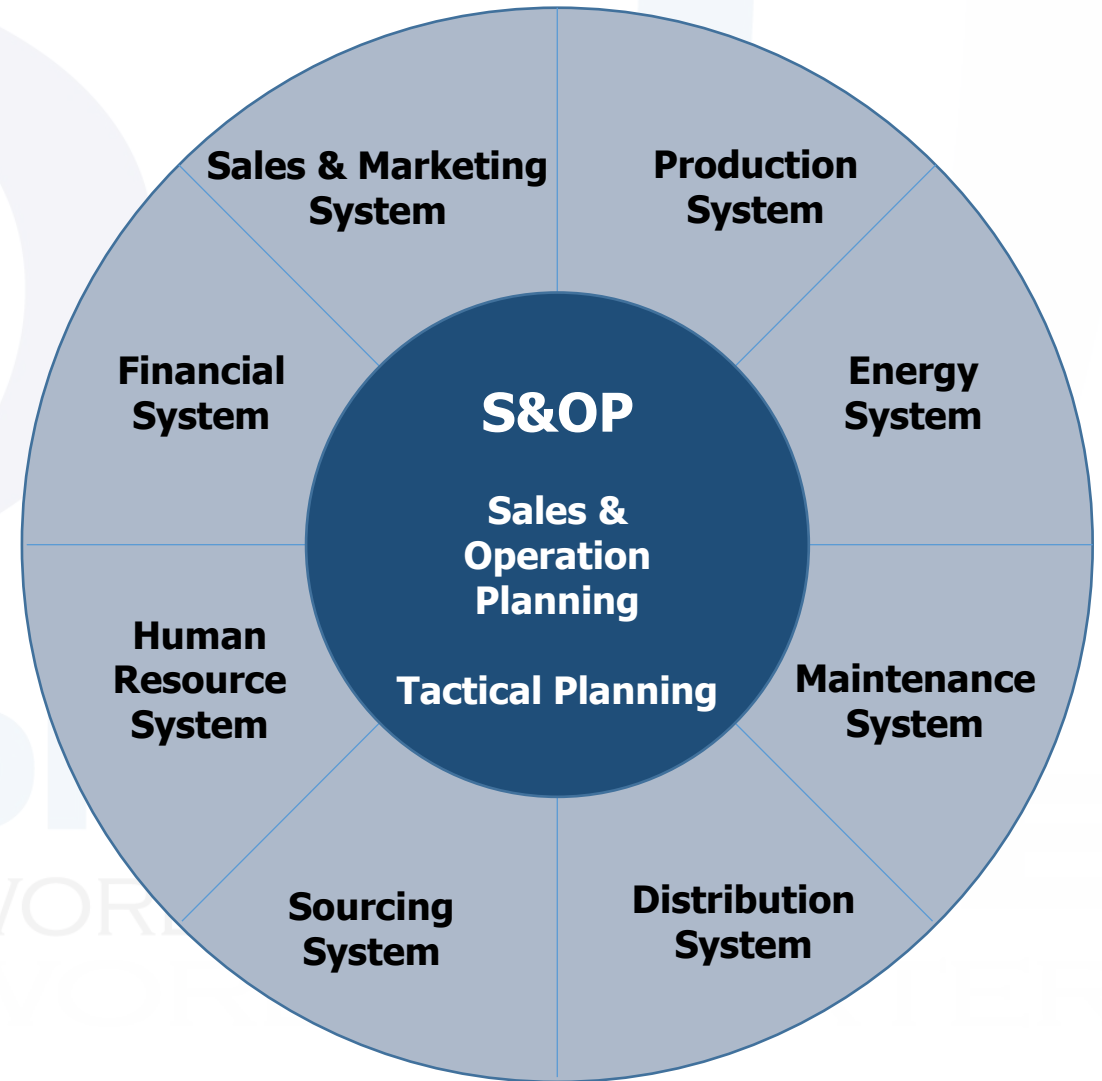 Sales & Marketing
System
Production
System
Energy
System
Maintenance
System
Distribution
System
Sourcing
System
Human
Resource
System
Financial
System
S&OP
Sales &
Operation
Planning
Tactical Planning